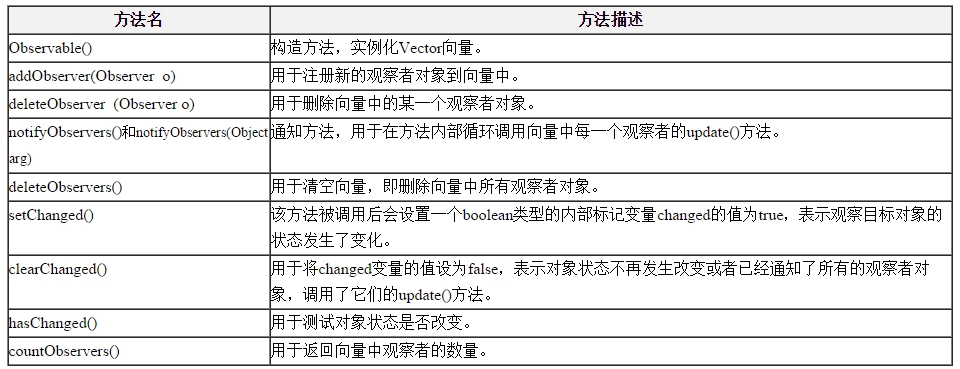 方法名 方法描述
Observable() 构造方法，实例化Vector向量。
addObserver(Observer  o) 用于注册新的观察者对象到向量中。
deleteObserver  (Observer o) 用于删除向量中的某一个观察者对象。
notifyObservers()和notifyObservers(Object 通知方法，用于在方法内部循环调用向量中每一个观察者的update()方法。
arg)
deleteObservers() 用于清空向量，即删除向量中所有观察者对象。
setChanged() 该方法被调用后会设置一个boolean类型的内部标记变量changed的值为true，表示观察目标对象的
状态发生了变化。
clearChanged() 用于将changed变量的值设为false，表示对象状态不再发生改变或者已经通知了所有的观察者对
象，调用了它们的update()方法。
hasChanged() 用于测试对象状态是否改变。
countObservers() 用于返回向量中观察者的数量。